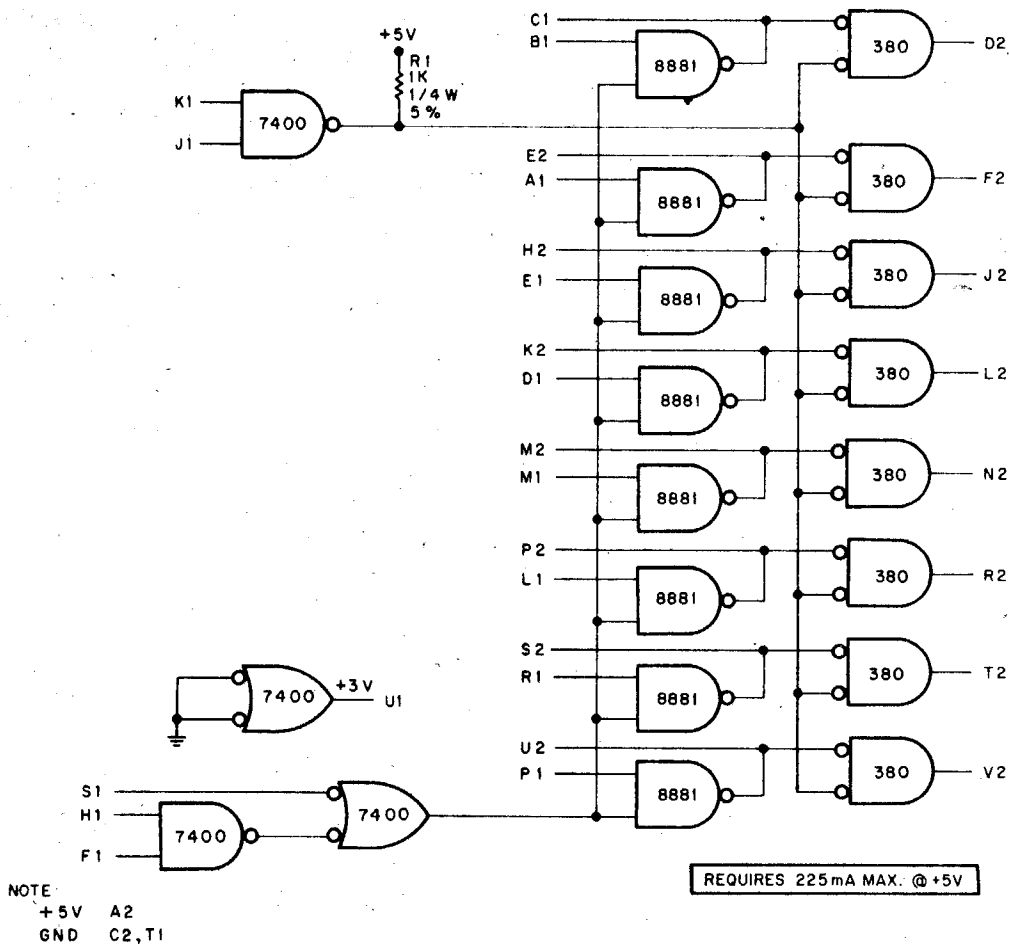 C1
B1
8881
380
D2
+5V
R1
1K
1/4 W
5%
K1
J1
7400
E2
A1
8881
380
F2
H2
E1
8881
380
J2
K2
D1
8881
380
L2
M2
M1
8881
380
N2
P2
L1
8881
380
R2
S2
R1
8881
380
T2
7400
+3V
U1
U2
P1
8881
380
V2
S1
H1
F1
7400
7400
REQUIRES 225mA MAX. @ +5V
NOTE
+5V A2
GND C2,T1